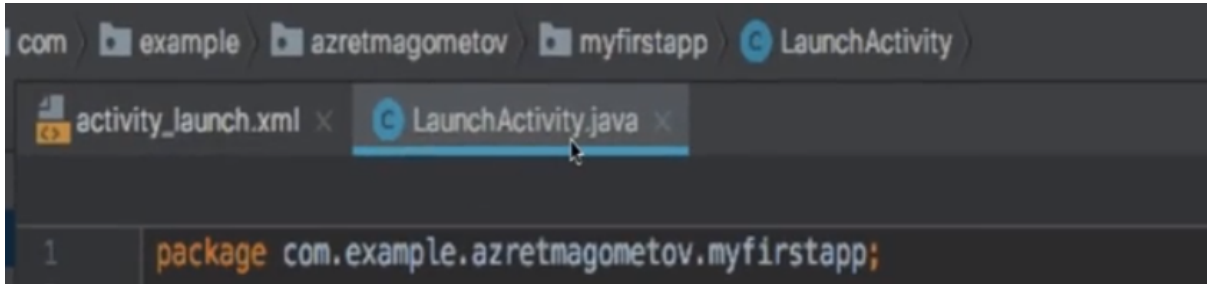 com example azretmagometov myfirstapp LaunchActivity
activity_launch.xml LaunchActivity.java
1 package com.example.azretmagometov.myfirstapp;